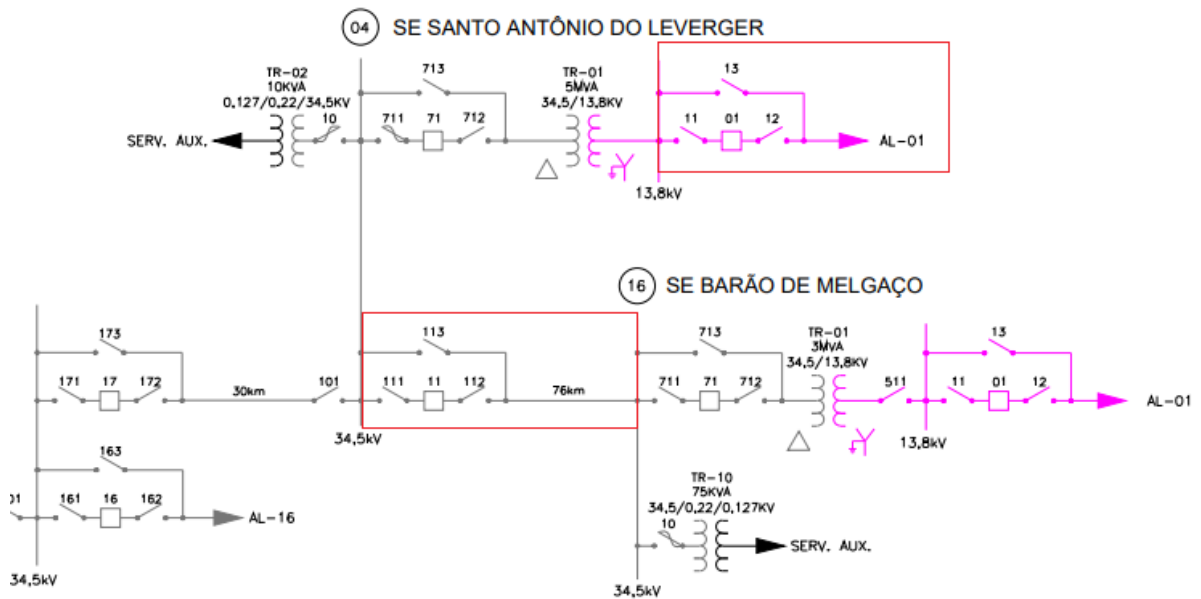 04 SE SANTO ANTÔNIO DO LEVERGER
TR-02
10KVA
0.127/0.22/34.5KV
10
SERV. AUX.
713
711 71 712
TR-01
5MVA
34.5/13.8KV
13
11 01 12
AL-01
13,8kV
16 SE BARÃO DE MELGAÇO
173
171 17 172
30km
101
113
111 11 112
76km
34,5kV
713
711 71 712
TR-01
3MVA
34.5/13.8KV
511
13
11 01 12
AL-01
13,8kV
163
01 161 16 162
AL-16
34,5kV
TR-10
75KVA
34.5/0.22/0.127KV
10
SERV. AUX.
34,5kV